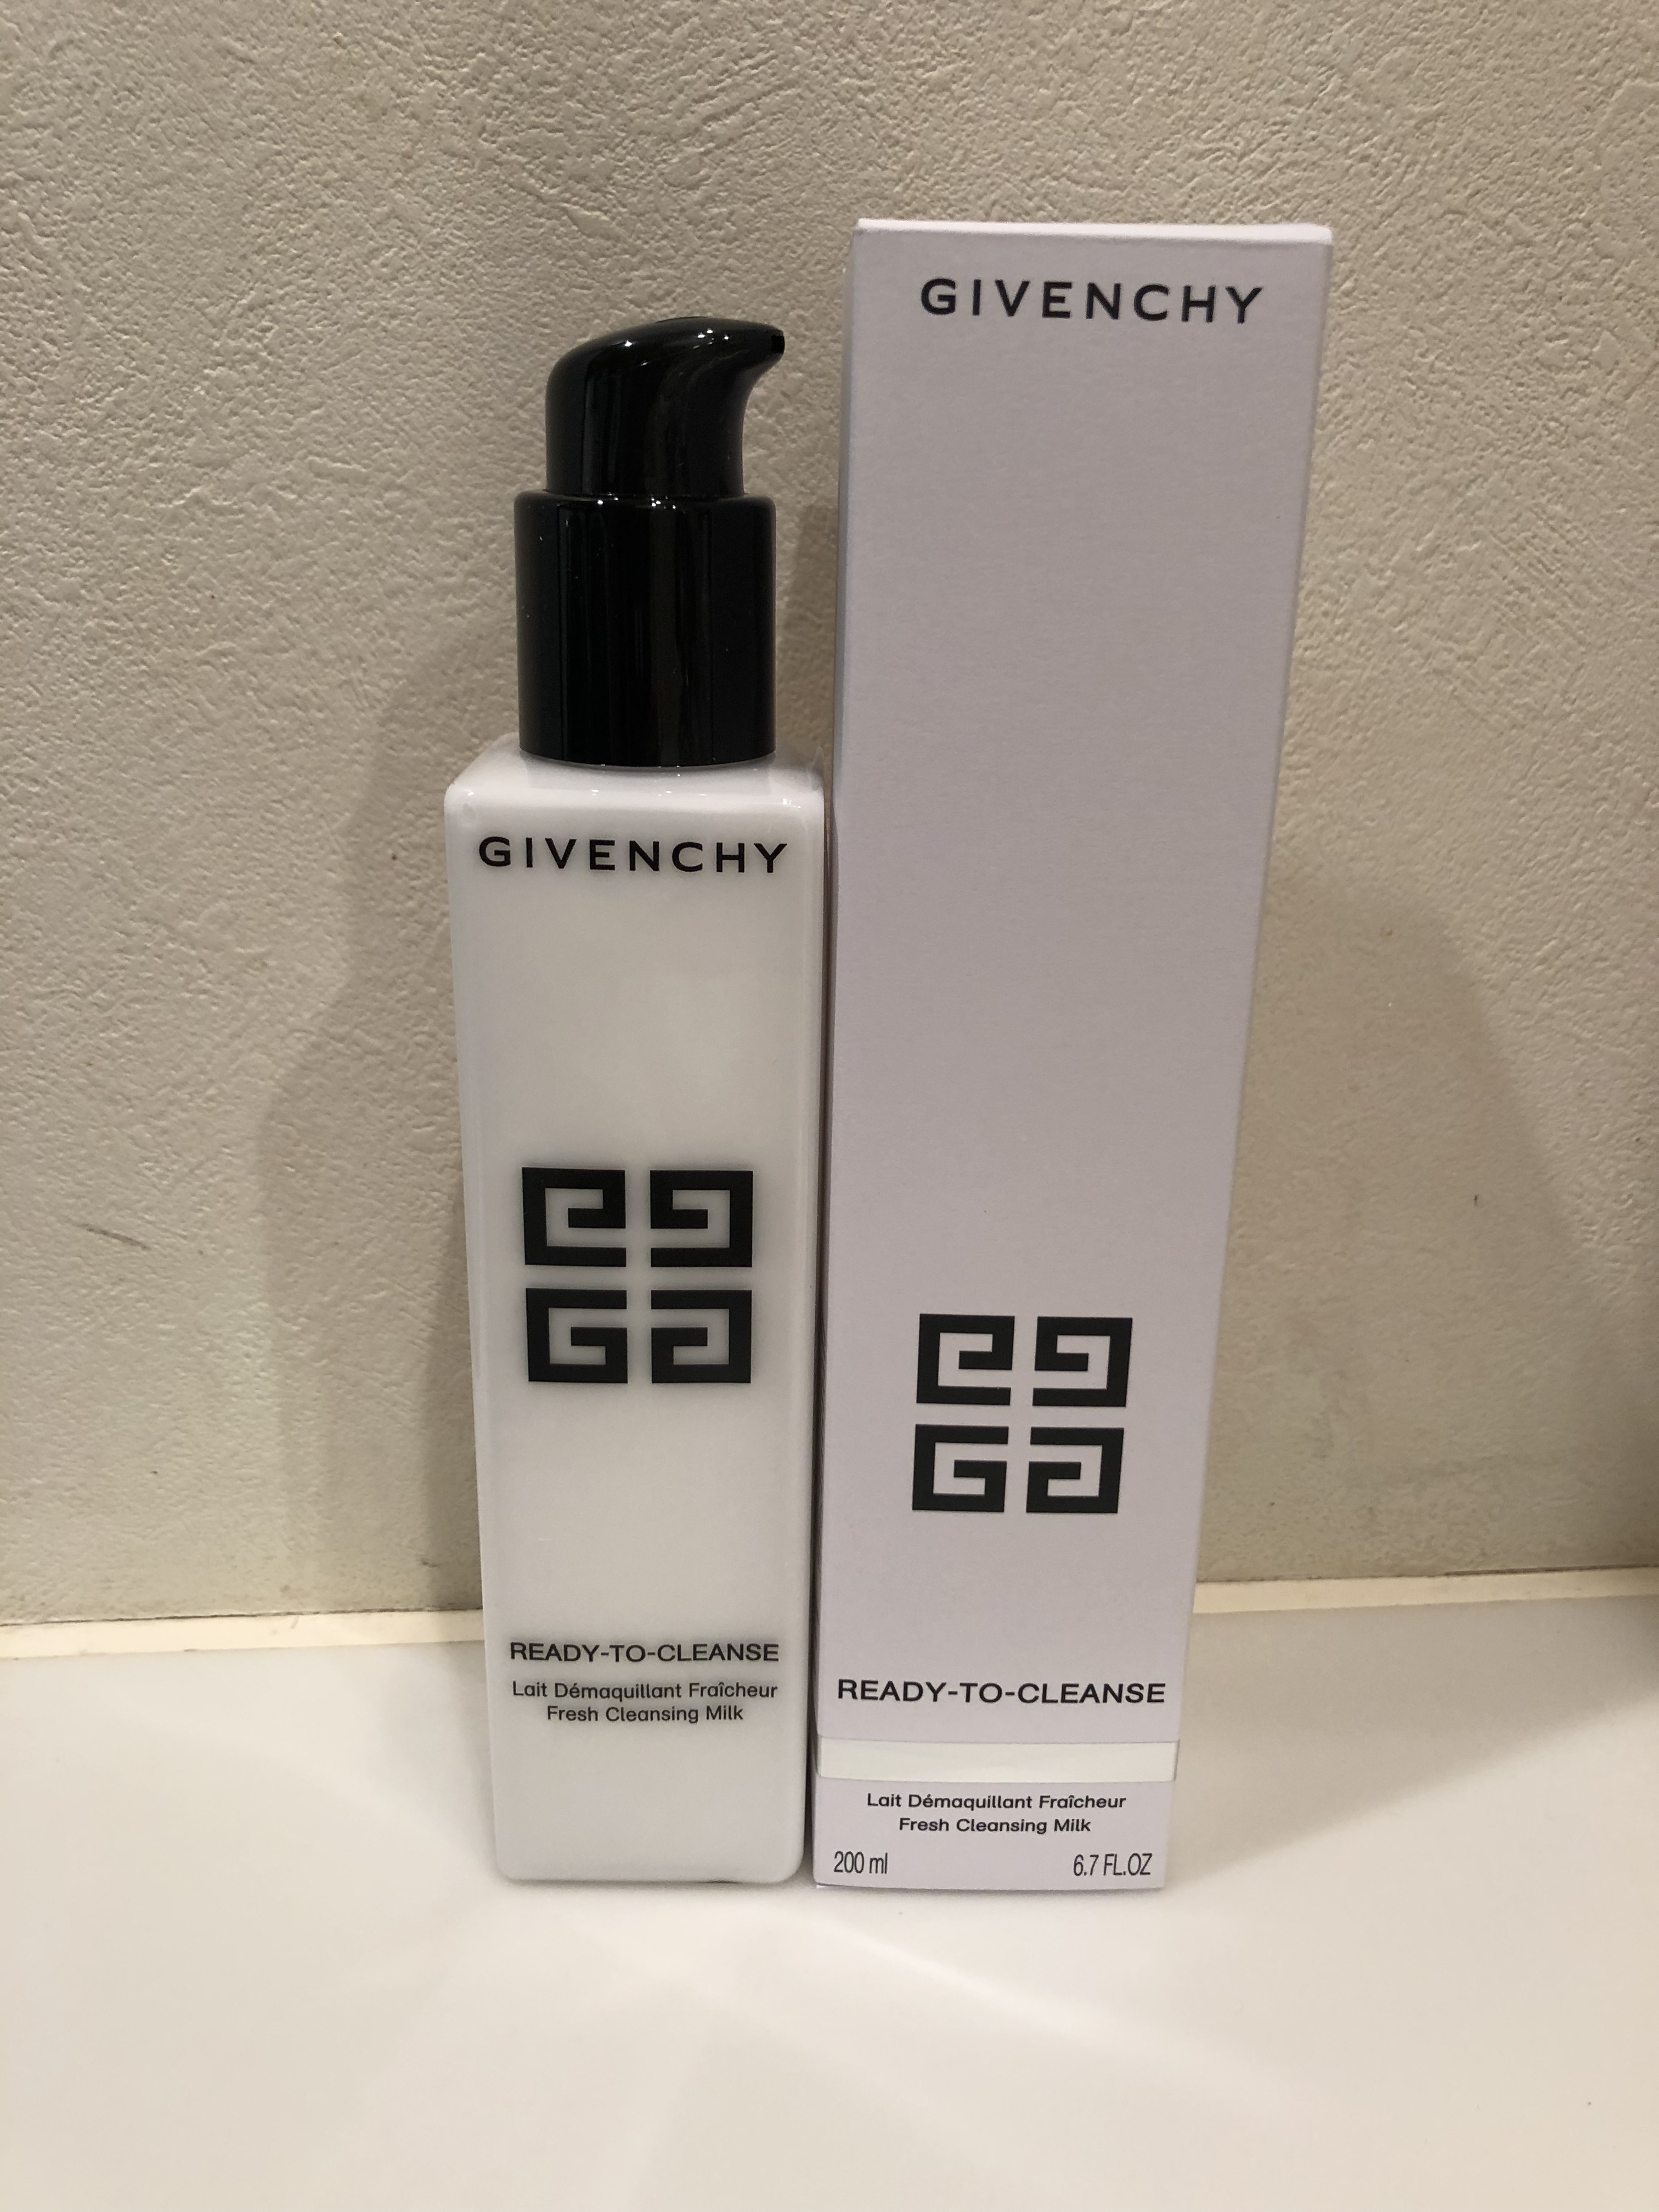 GIVENCHY
READY-TO-CLEANSE
Lait Démaquillant Fraîcheur
Fresh Cleansing Milk
GIVENCHY
READY-TO-CLEANSE
Lait Démaquillant Fraîcheur
Fresh Cleansing Milk
200 ml 6.7 FL.OZ